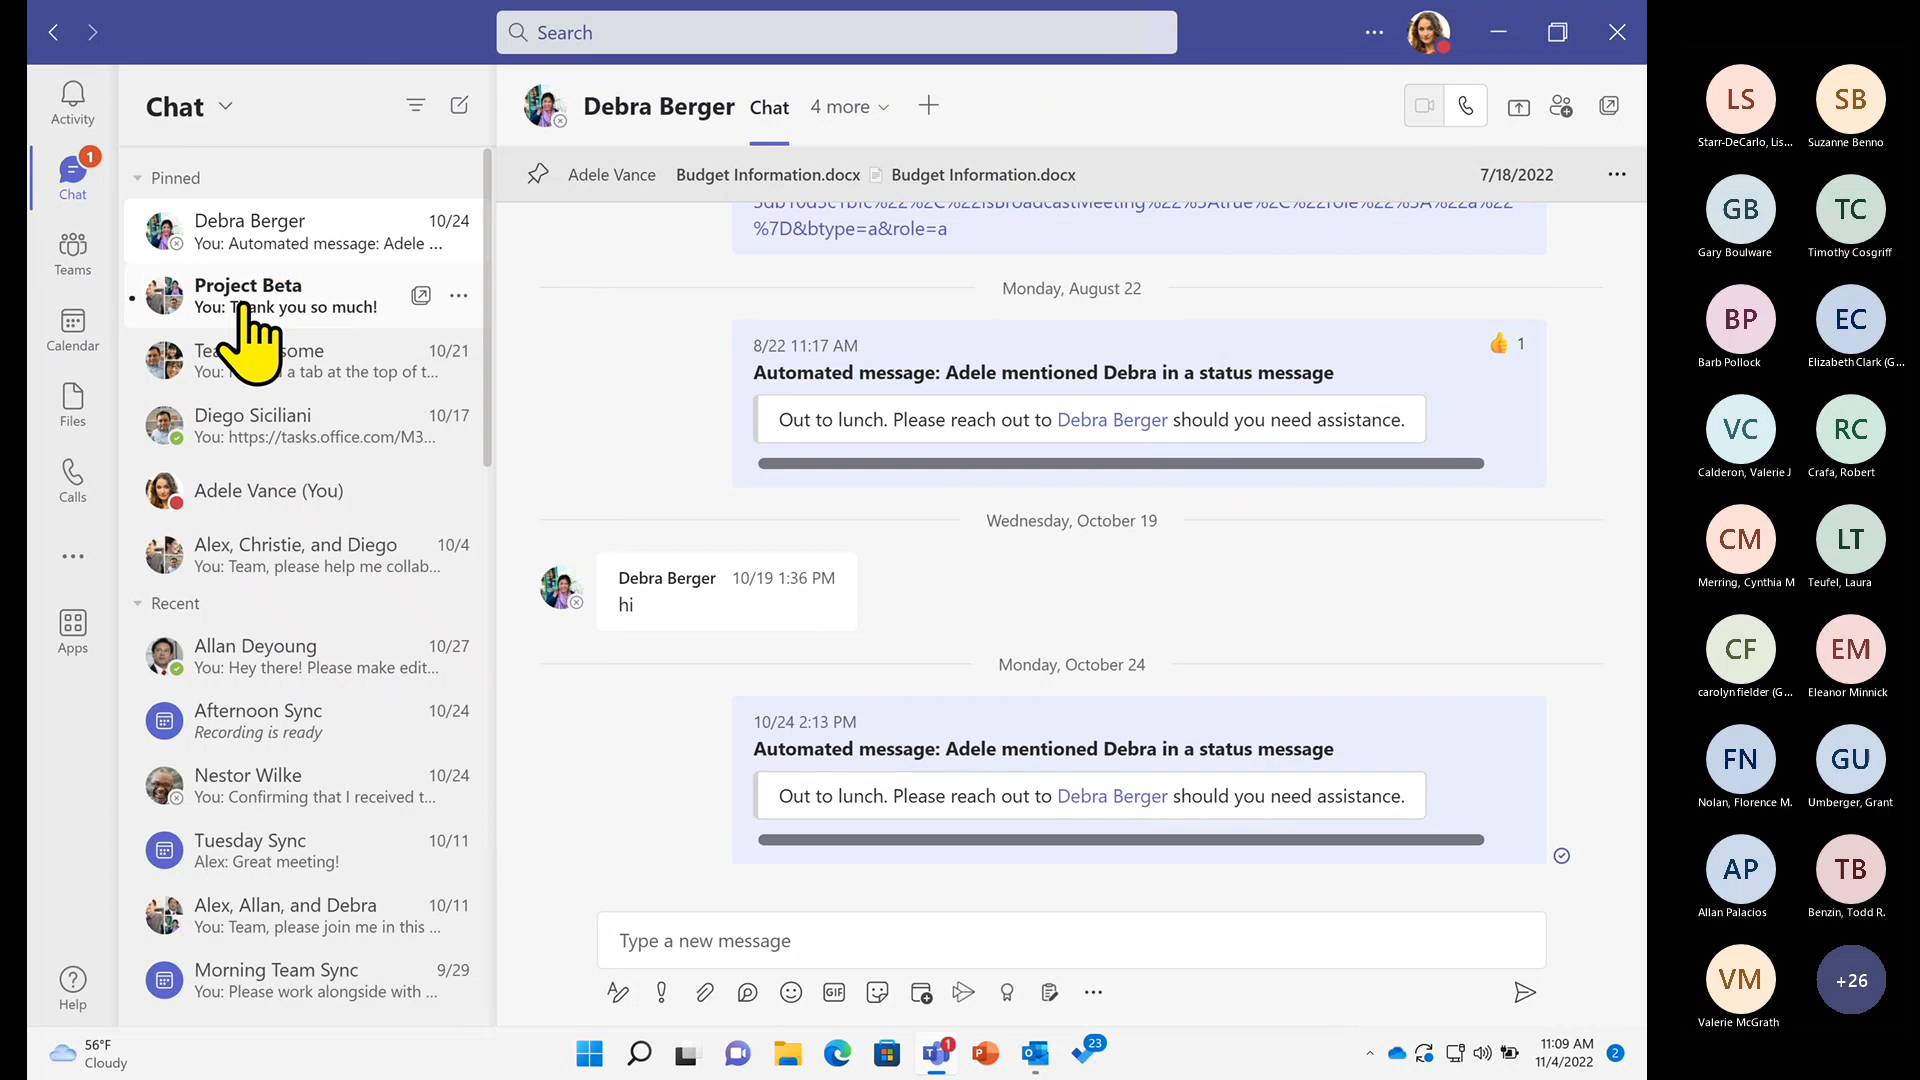 Search
Activity
1
Chat
Teams
Calendar
Files
Calls
Apps
Help
Chat
Pinned
Debra Berger 10/24
You: Automated message: Adele ...
Project Beta
You: Thank you so much!
10/21
You: a tab at the top of t...
Diego Siciliani 10/17
You: https://tasks.office.com/M3...
Adele Vance (You)
Alex, Christie, and Diego 10/4
You: Team, please help me collab...
Recent
Allan Deyoung 10/27
You: Hey there! Please make edit...
Afternoon Sync 10/24
Recording is ready
Nestor Wilke 10/24
You: Confirming that I received t...
Tuesday Sync 10/11
Alex: Great meeting!
Alex, Allan, and Debra 10/11
You: Team, please join me in this ...
Morning Team Sync 9/29
You: Please work alongside with ...
Debra Berger Chat 4 more
Adele Vance Budget Information.docx Budget Information.docx 7/18/2022
%7D&btype=a&role=a
Monday, August 22
8/22 11:17 AM
1
Automated message: Adele mentioned Debra in a status message
Out to lunch. Please reach out to Debra Berger should you need assistance.
Wednesday, October 19
Debra Berger 10/19 1:36 PM
hi
Monday, October 24
10/24 2:13 PM
Automated message: Adele mentioned Debra in a status message
Out to lunch. Please reach out to Debra Berger should you need assistance.
Type a new message
GIF
56°F
Cloudy
1
23
11:09 AM
11/4/2022
2
LS
Starr-DeCarlo, Lis...
SB
Suzanne Benno
GB
Gary Boulware
TC
Timothy Cosgriff
BP
Barb Pollock
EC
Elizabeth Clark (G...
VC
Calderon, Valerie J
RC
Crafa, Robert
CM
Merring, Cynthia M
LT
Teufel, Laura
CF
carolyn fielder (G...
EM
Eleanor Minnick
FN
Nolan, Florence M.
GU
Umberger, Grant
AP
Allan Palacios
TB
Benzin, Todd R.
VM
Valerie McGrath
+26